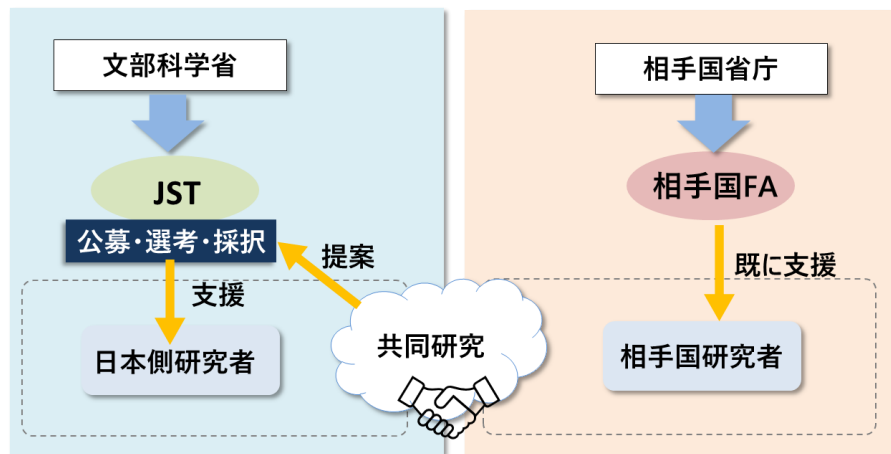 文部科学省
JST
公募・選考・採択
提案
支援
日本側研究者
共同研究
相手国省庁
相手国FA
既に支援
相手国研究者